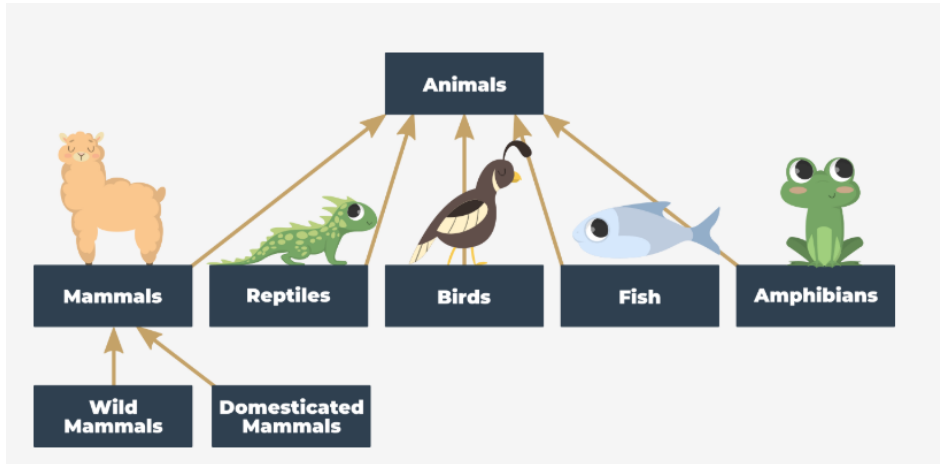 Animals
Mammals
Reptiles
Birds
Fish
Amphibians
Wild
Mammals
Domesticated
Mammals